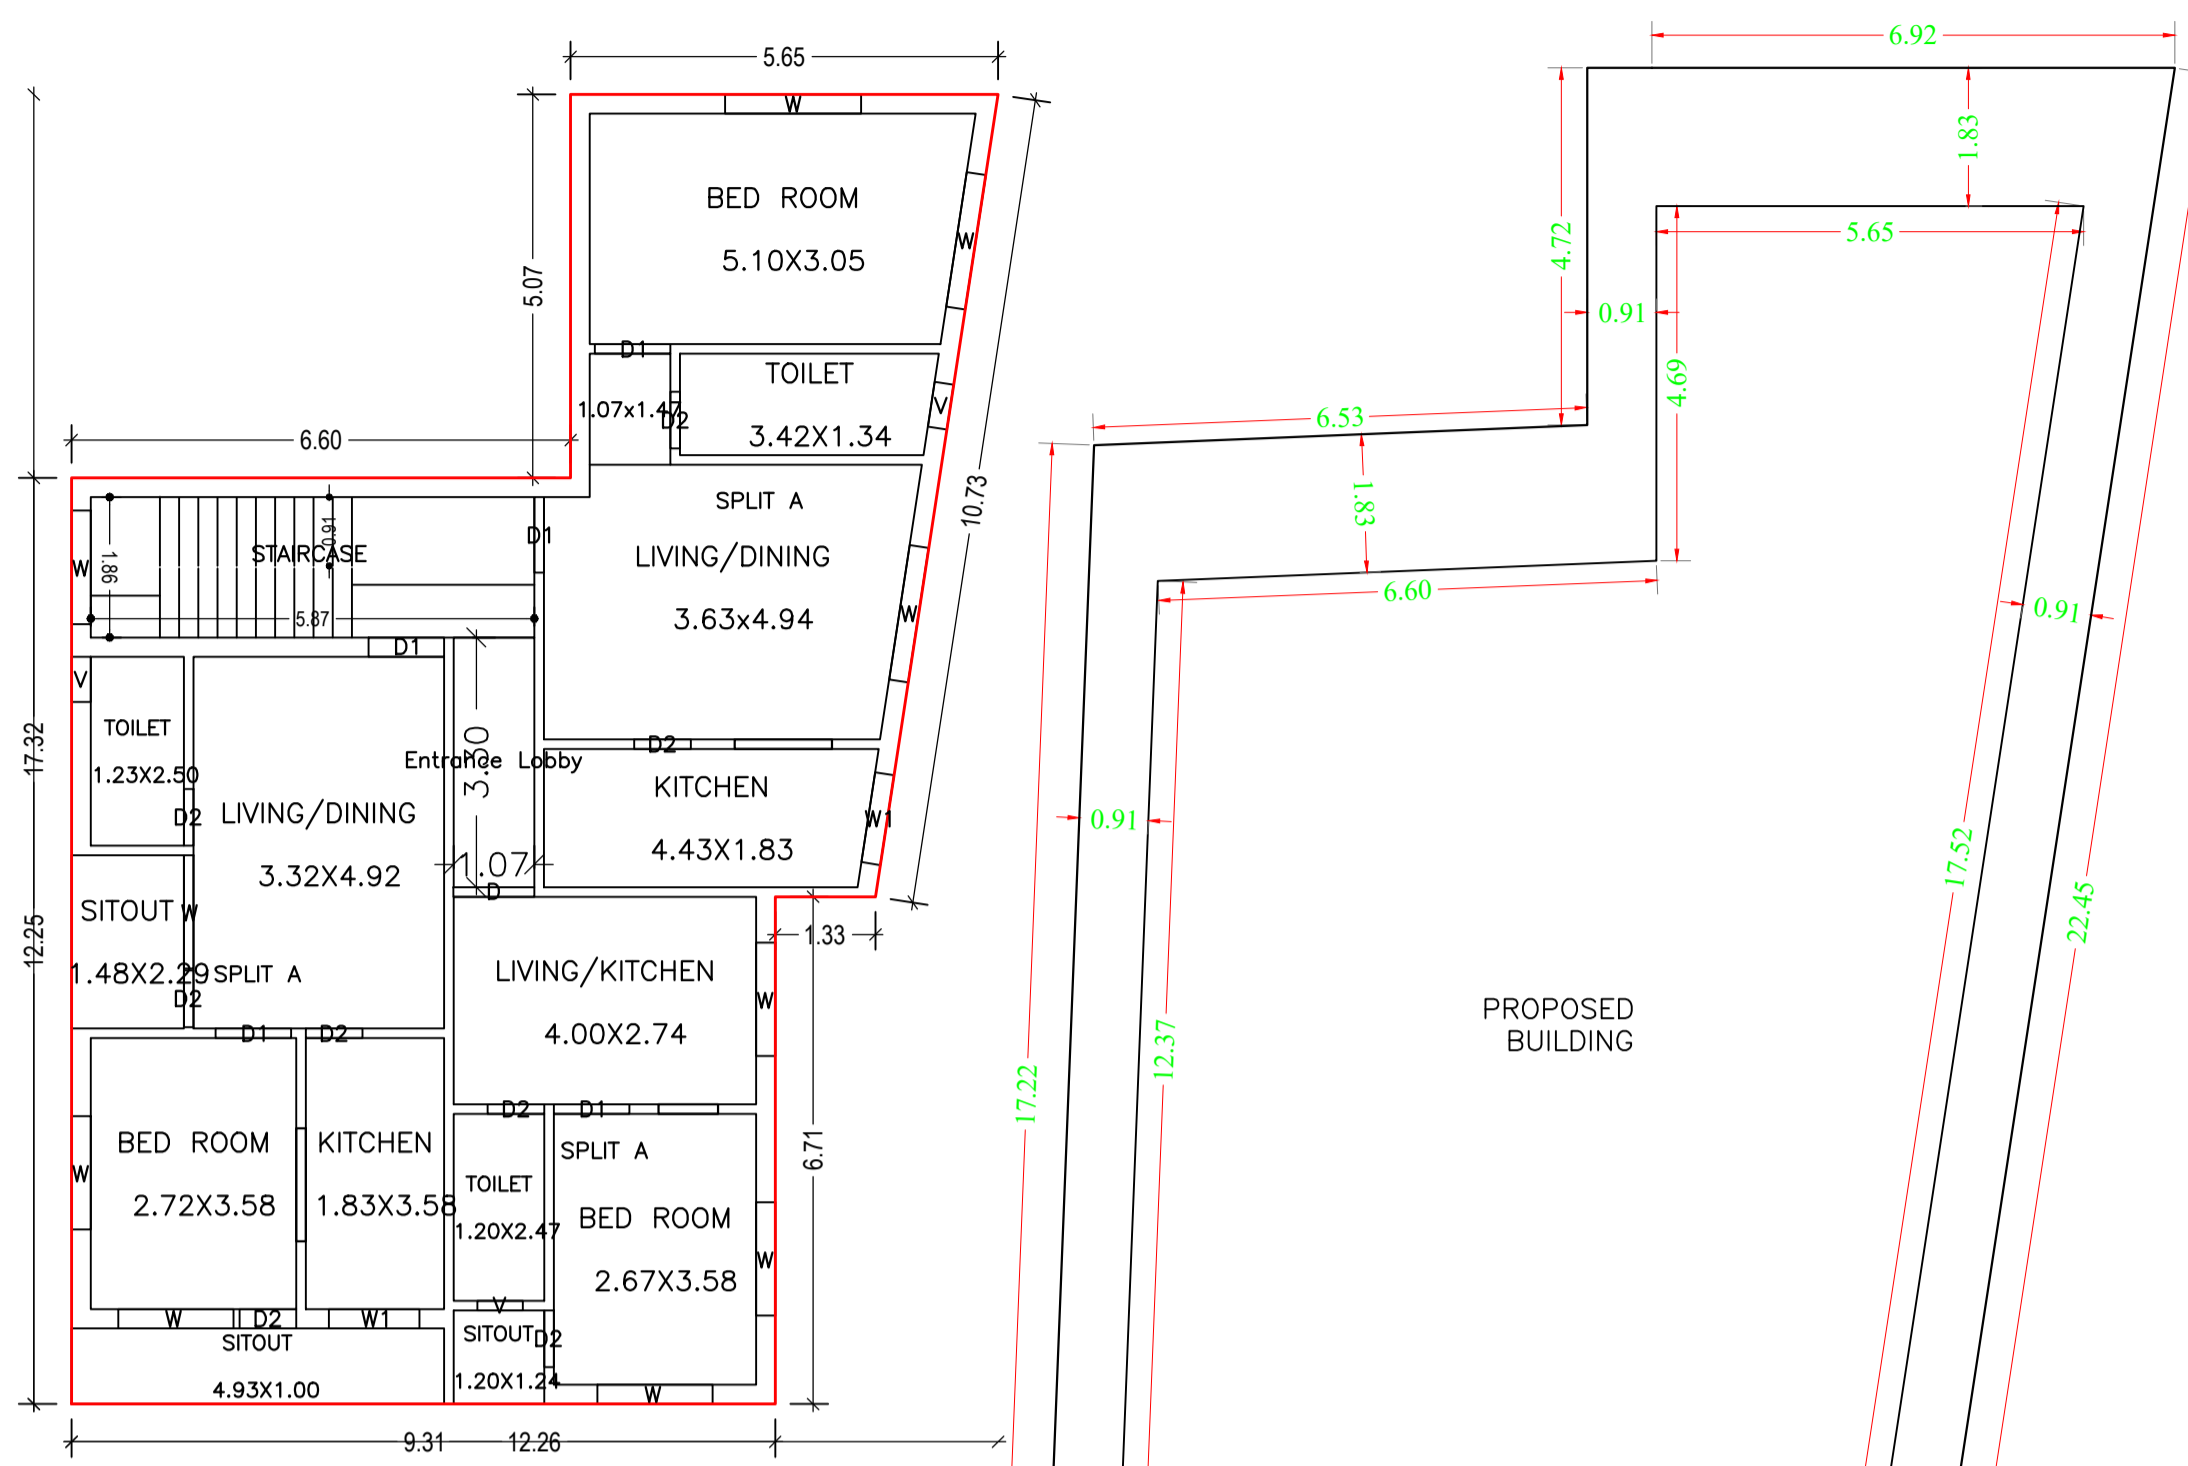 5.65
W
BED ROOM
5.10X3.05
W
5.07
D1
TOILET
1.07x1.47
D2
3.42X1.34
V
6.60
10.73
SPLIT A
LIVING/DINING
3.63x4.94
W
D1
0.91
STAIRCASE
1.86
W
5.87
D1
V
TOILET
1.23X2.50
D2
17.32
12.25
3.30
Entrance Lobby
1.07
D
D2
KITCHEN
4.43X1.83
W1
LIVING/DINING
3.32X4.92
SITOUT
W
1.48X2.29
SPLIT A
D2
1.33
LIVING/KITCHEN
4.00X2.74
W
D1
D2
BED ROOM
2.72X3.58
W
KITCHEN
1.83X3.58
D2
D1
SPLIT A
TOILET
1.20X2.47
BED ROOM
2.67X3.58
W
6.71
W
D2
W1
V
SITOUT
4.93X1.00
SITOUT
D2
1.20X1.24
W
9.31
12.26
6.92
1.83
4.72
5.65
0.91
4.69
6.53
1.83
6.60
0.91
0.91
17.52
22.45
17.22
12.37
PROPOSED
BUILDING